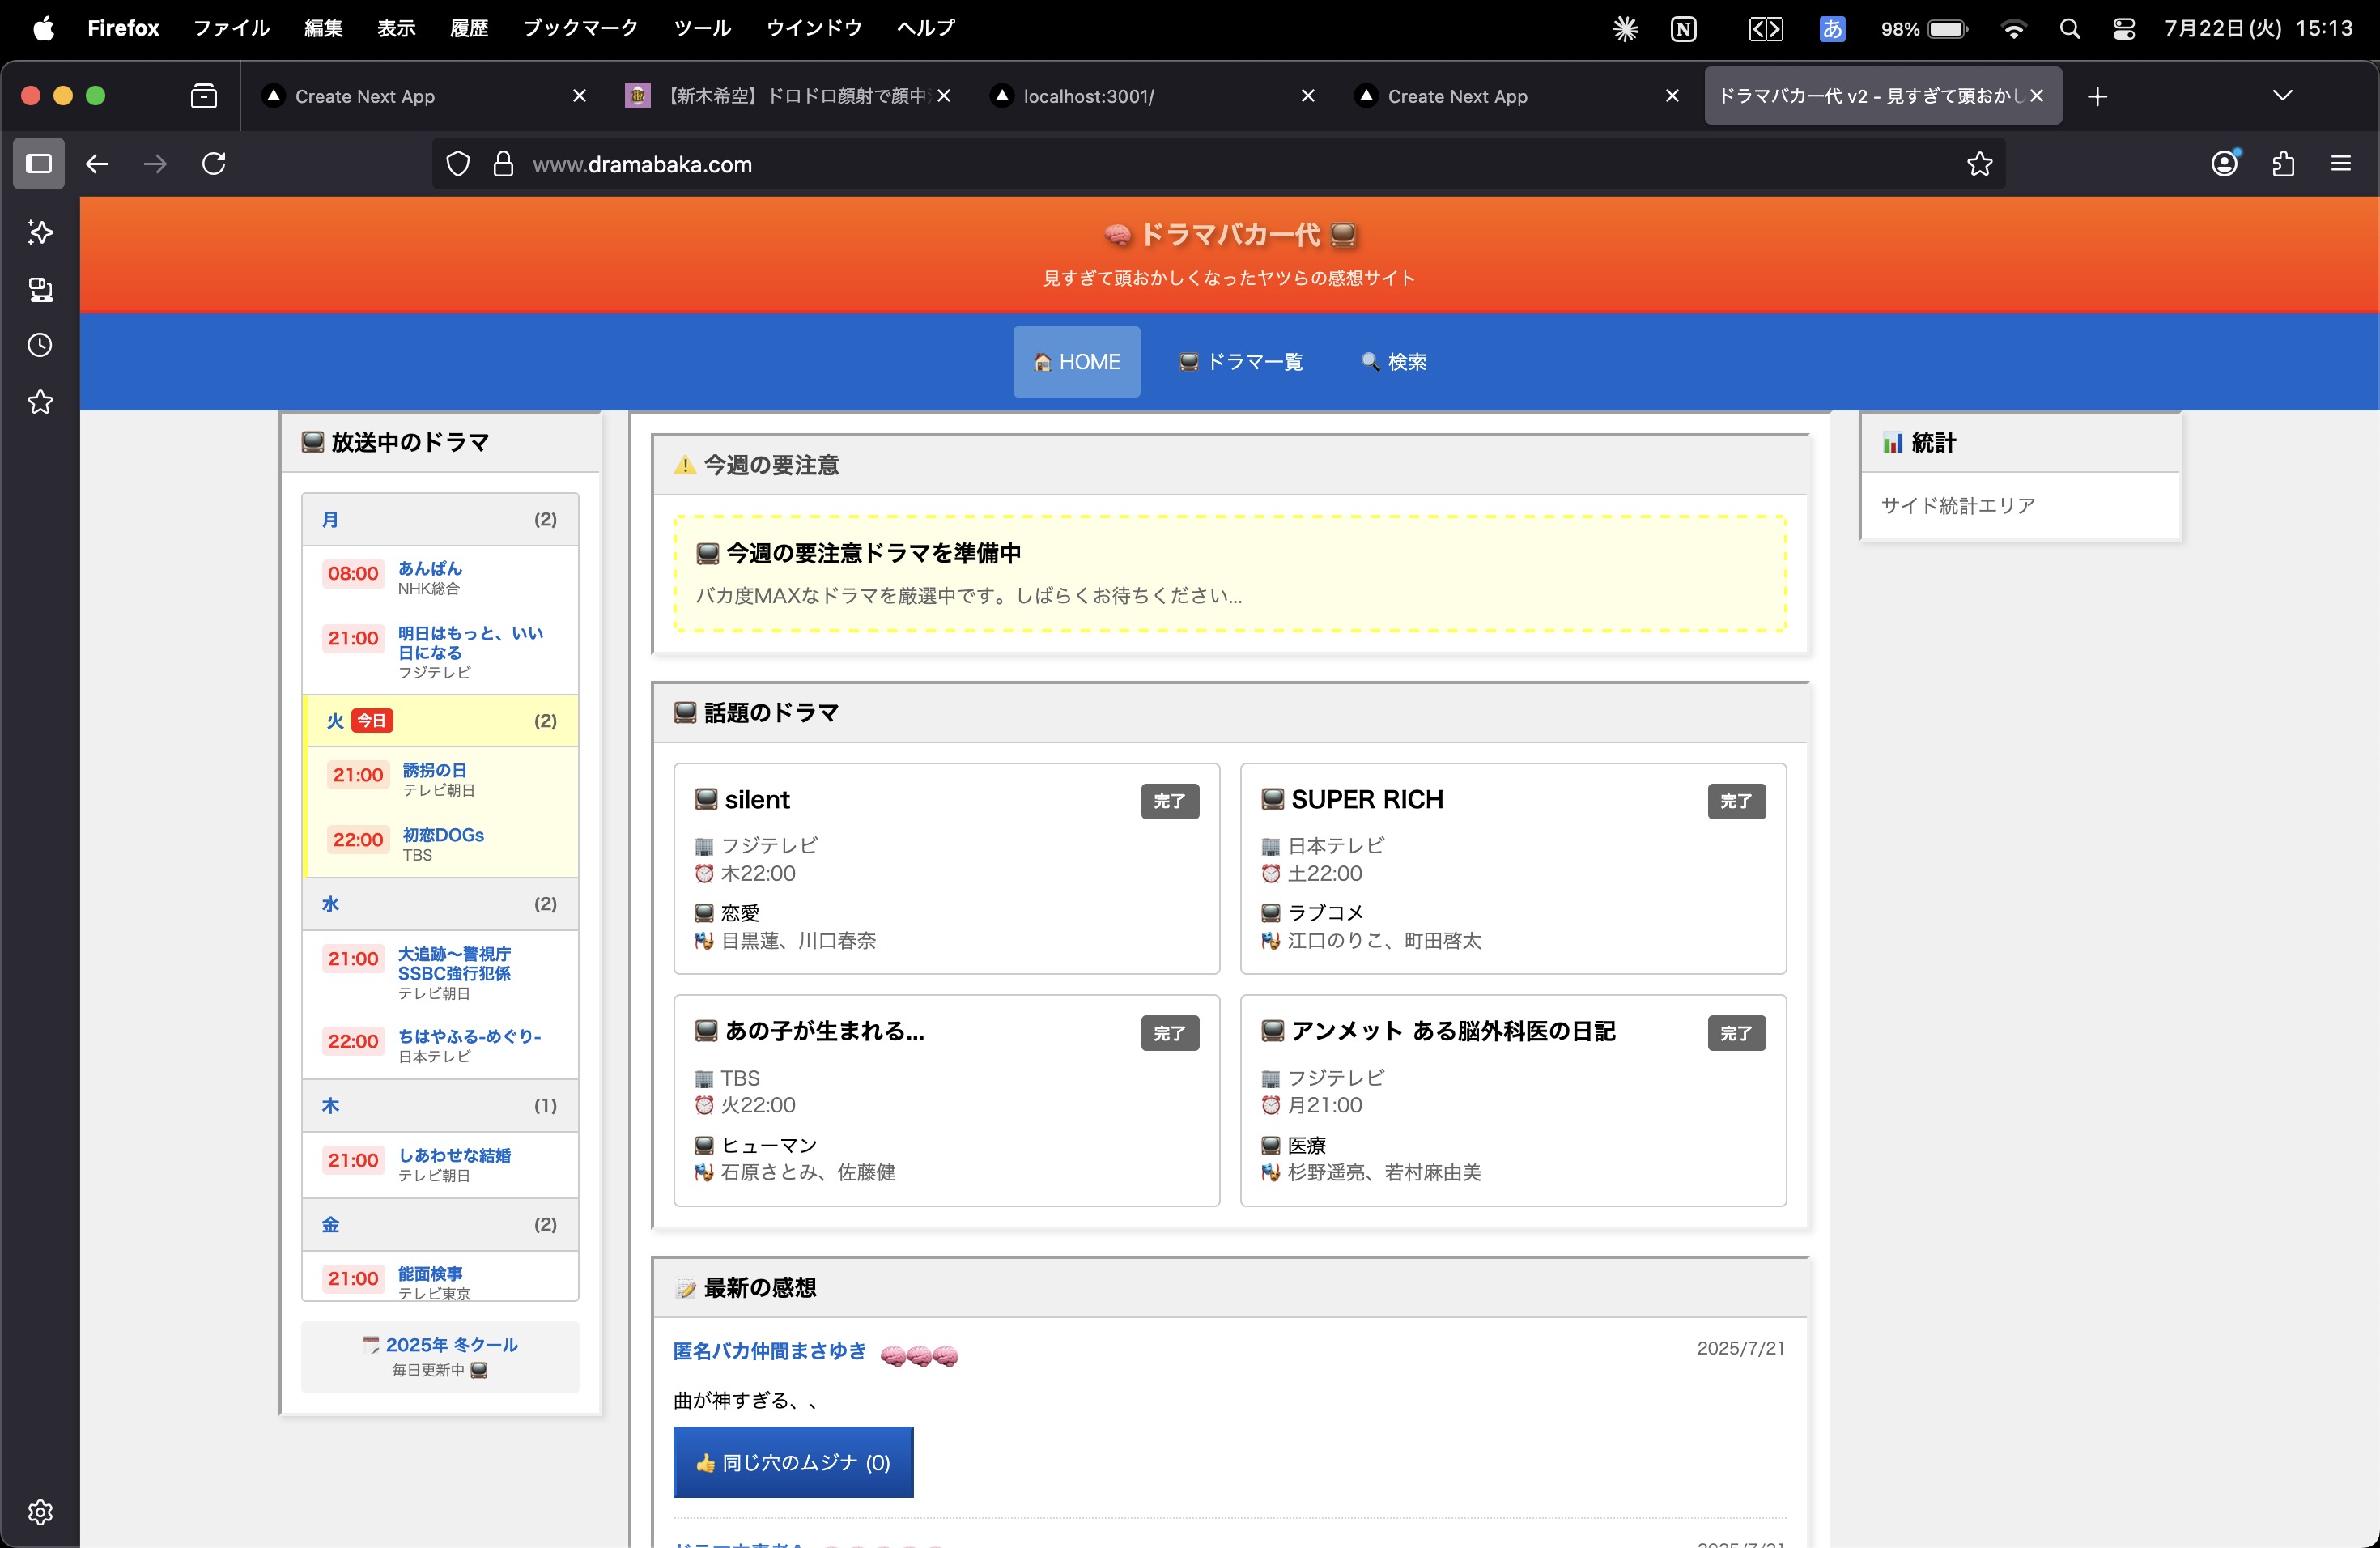 Firefox ファイル 編集 表示 履歴 ブックマーク ツール ウインドウ ヘルプ
あ 98% 7月22日(火) 15:13
Create Next App
【新木希空】ドロドロ顔射で顔中
localhost:3001/
Create Next App
ドラマバカ一代 v2 - 見すぎて頭おかし
www.dramabaka.com
ドラマバカ一代
見すぎて頭おかしくなったヤツらの感想サイト
HOME
ドラマ一覧
検索
放送中のドラマ
月 (2)
08:00 あんぱん
NHK総合
21:00 明日はもっと、いい
日になる
フジテレビ
火 今日 (2)
21:00 誘拐の日
テレビ朝日
22:00 初恋DOGs
TBS
水 (2)
21:00 大追跡〜警視庁
SSBC強行犯係
テレビ朝日
22:00 ちはやふる-めぐり-
日本テレビ
木 (1)
21:00 しあわせな結婚
テレビ朝日
金 (2)
21:00 能面検事
テレビ東京
2025年 冬クール
毎日更新中
今週の要注意
今週の要注意ドラマを準備中
バカ度MAXなドラマを厳選中です。しばらくお待ちください...
話題のドラマ
silent 完了
フジテレビ
木22:00
恋愛
目黒蓮、川口春奈
SUPER RICH 完了
日本テレビ
土22:00
ラブコメ
江口のりこ、町田啓太
あの子が生まれる... 完了
TBS
火22:00
ヒューマン
石原さとみ、佐藤健
アンメット ある脳外科医の日記 完了
フジテレビ
月21:00
医療
杉野遥亮、若村麻由美
最新の感想
匿名バカ仲間まさゆき 2025/7/21
曲が神すぎる、、
同じ穴のムジナ (0)
統計
サイド統計エリア